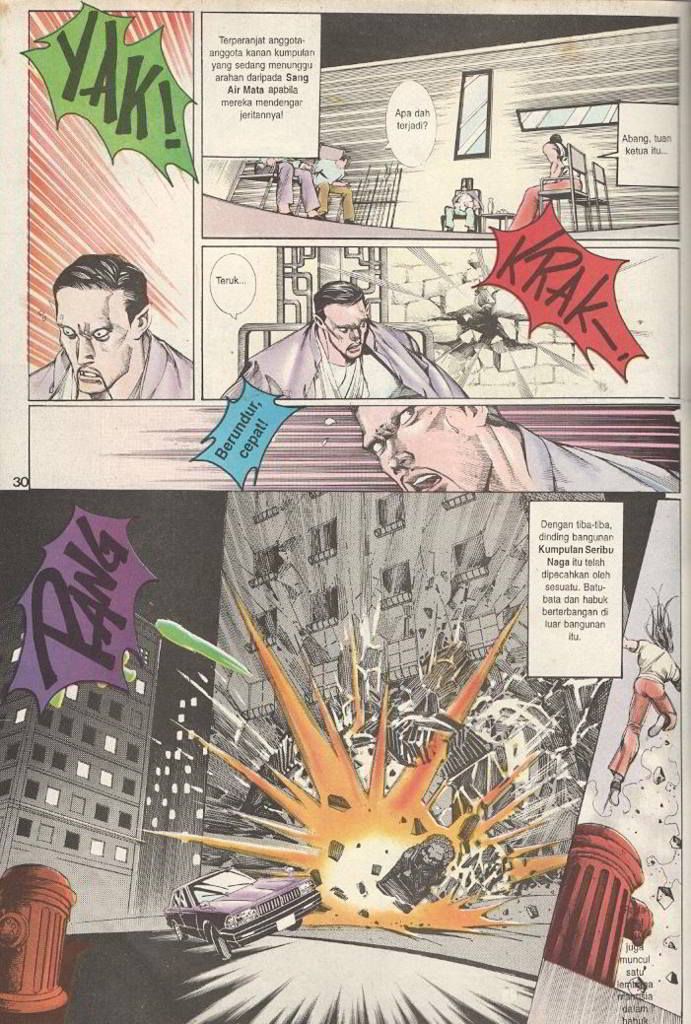 YAK!
Terperanjat anggota-
anggota kanan kumpulan
yang sedang menunggu
arahan daripada Sang
Air Mata apabila
mereka mendengar
jeritannya!
Apa dah
terjadi?
Abang, tuan
ketua itu...
Teruk...
KRAK-
Berundur,
cepat!
30
PANG
Dengan tiba-tiba,
dinding bangunan
Kumpulan Seribu
Naga itu telah
dipecahkan oleh
sesuatu. Batu-
bata dan habuk
berterbangan di
luar bangunan
itu.
juga
muncul
satu
lembaga
manusia
dalam
habuk